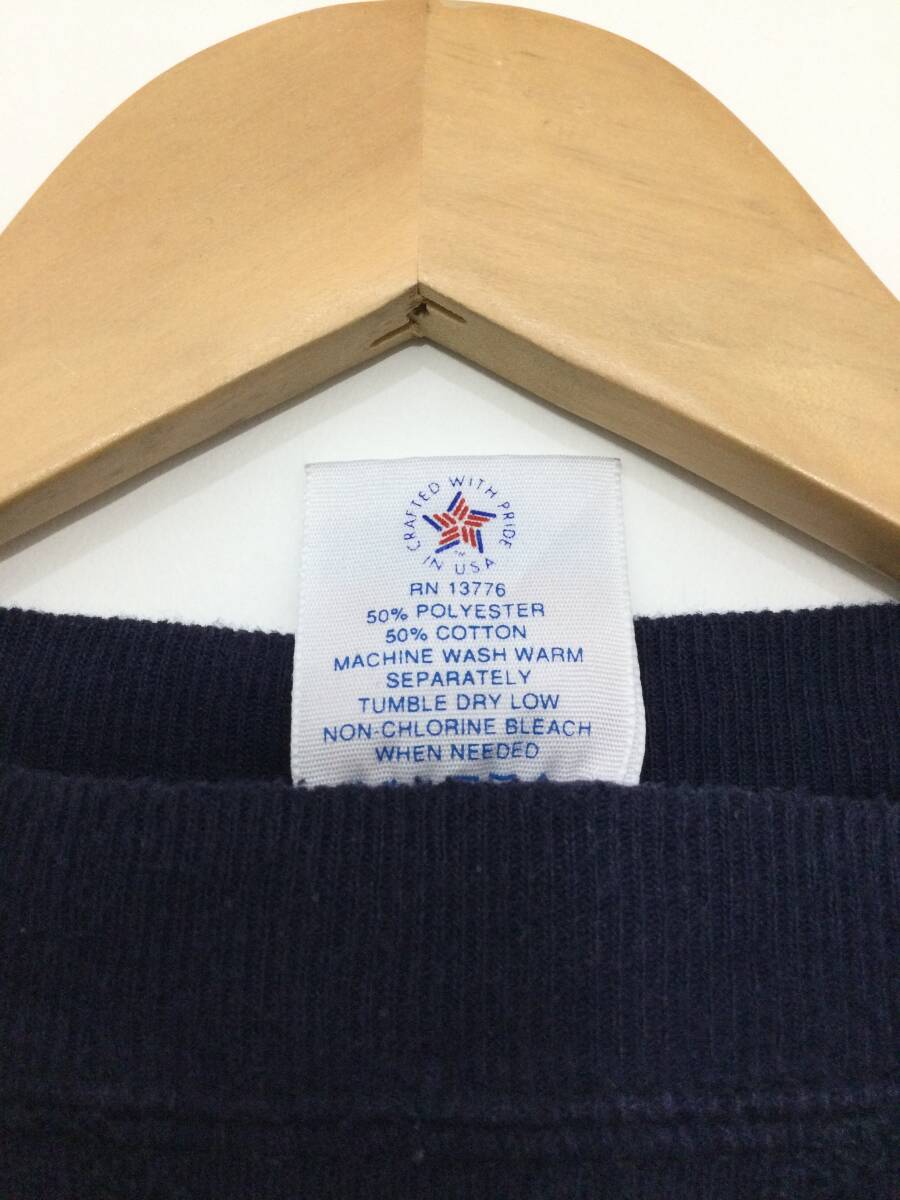 CRAFTED WITH PRIDE
IN USA
TM
RN 13776
50% POLYESTER
50% COTTON
MACHINE WASH WARM
SEPARATELY
TUMBLE DRY LOW
NON-CHLORINE BLEACH
WHEN NEEDED